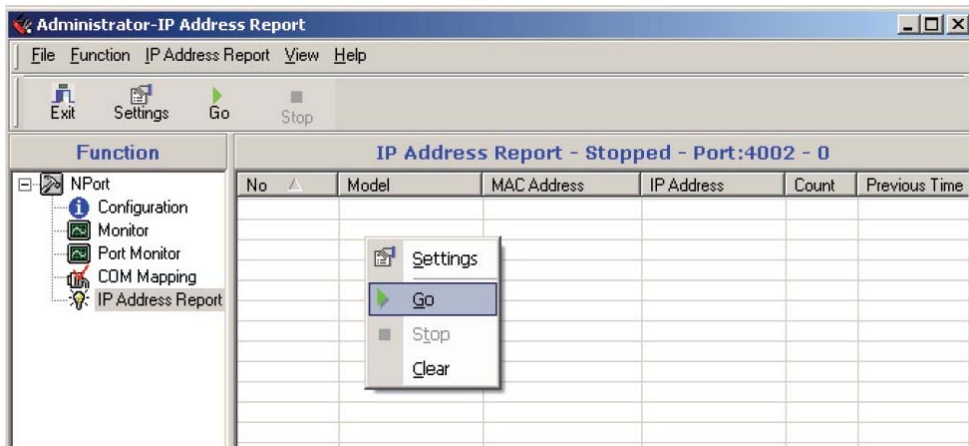 Administrator-IP Address Report
File Function IP Address Report View Help
Exit Settings Go Stop
Function
IP Address Report - Stopped - Port:4002 - 0
No Model MAC Address IP Address Count Previous Time
NPort
Configuration
Monitor
Port Monitor
COM Mapping
IP Address Report
Settings
Go
Stop
Clear